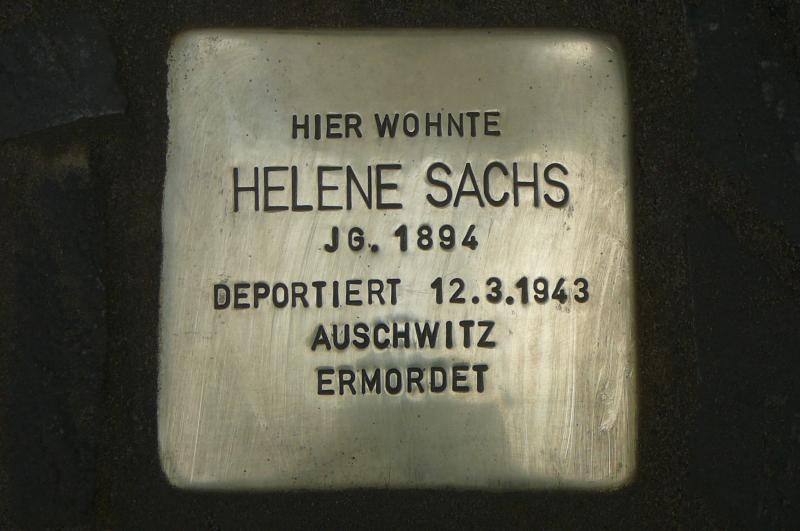 HIER WOHNTE
HELENE SACHS
JG. 1894
DEPORTIERT 12.3.1943
AUSCHWITZ
ERMORDET